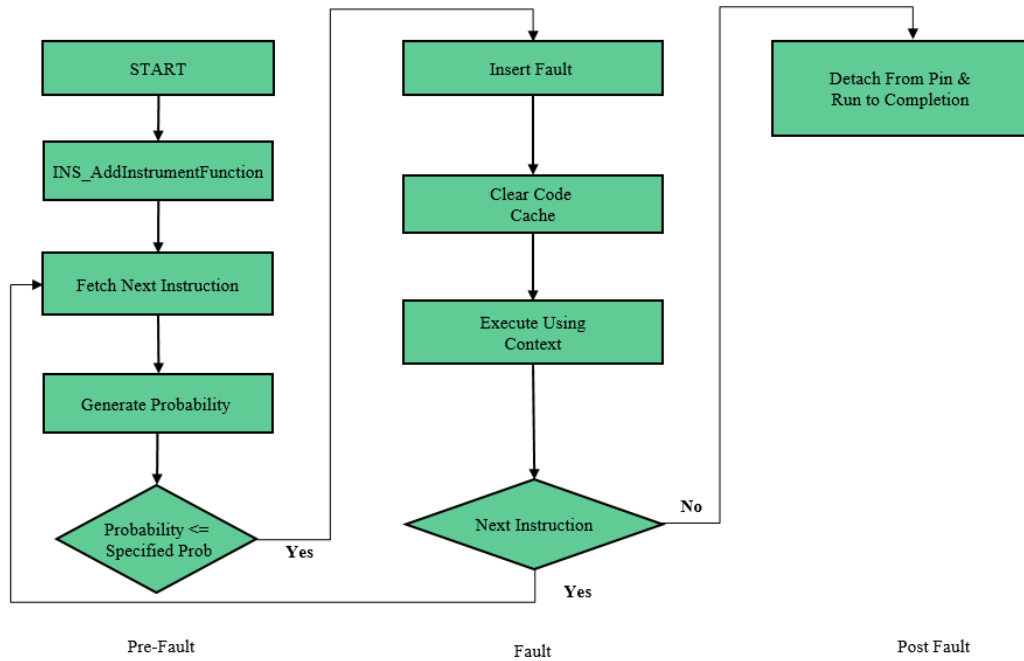 START
INS_AddInstrumentFunction
Fetch Next Instruction
Generate Probability
Probability <=
Specified Prob
Yes
Insert Fault
Clear Code
Cache
Execute Using
Context
Next Instruction
No
Yes
Detach From Pin &
Run to Completion
Pre-Fault
Fault
Post Fault